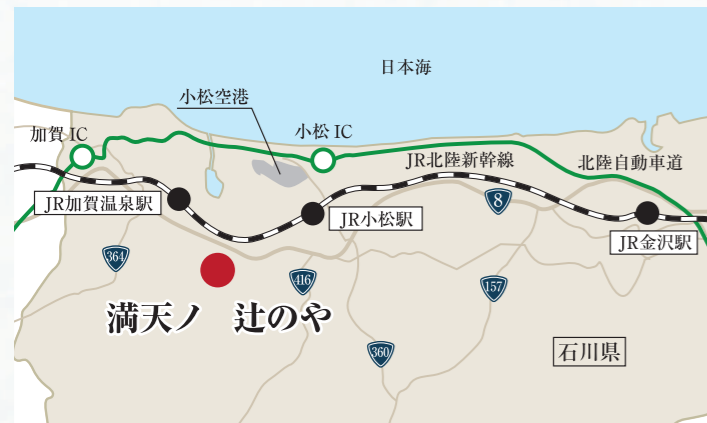 日本海
小松空港
加賀 IC
小松 IC
JR北陸新幹線
北陸自動車道
JR加賀温泉駅
8
JR小松駅
JR金沢駅
364
416
157
満天ノ 辻のや
360
石川県